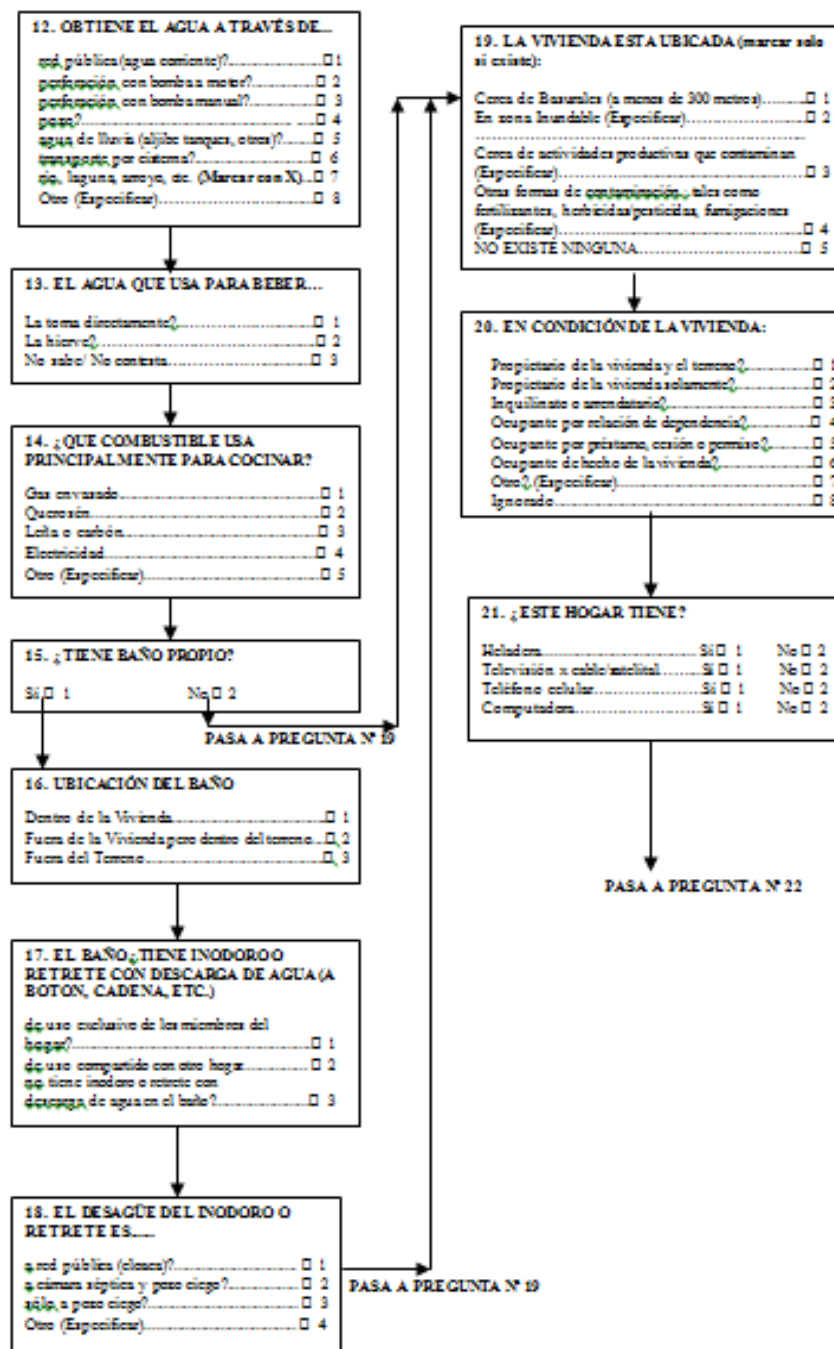 12. OBTIENE EL AGUA A TRAVÉS DE...
red pública (agua corriente)?..........□ 1
perforación con bomba a motor?..........□ 2
perforación con bomba manual?..........□ 3
pozo?..........□ 4
agua de lluvia (aljibe tanques, otros)?..........□ 5
transporte por cisterna?..........□ 6
río, laguna, arroyo, etc. (Marcar con X)..□ 7
Otro (Especificar)..........□ 8
13. EL AGUA QUE USA PARA BEBER...
La toma directamente?..........□ 1
La hierve?..........□ 2
No sabe/ No contesta..........□ 3
14. ¿QUE COMBUSTIBLE USA
PRINCIPALMENTE PARA COCINAR?
Gas envasado..........□ 1
Querosén..........□ 2
Leña o carbón..........□ 3
Electricidad..........□ 4
Otro (Especificar)..........□ 5
15. ¿TIENE BAÑO PROPIO?
Sí □ 1 No □ 2
PASA A PREGUNTA Nº 19
16. UBICACIÓN DEL BAÑO
Dentro de la Vivienda..........□ 1
Fuera de la Vivienda pero dentro del terreno...□ 2
Fuera del Terreno..........□ 3
17. EL BAÑO ¿TIENE INODORO O
RETRETE CON DESCARGA DE AGUA (A
BOTON, CADENA, ETC.)
de uso exclusivo de los miembros del
hogar?..........□ 1
de uso compartido con otro hogar..........□ 2
no tiene inodoro o retrete con
descarga de agua en el baño?..........□ 3
18. EL DESAGÜE DEL INODORO O
RETRETE ES.....
a red pública (cloaca)?..........□ 1
a cámara séptica y pozo ciego?..........□ 2
sólo a pozo ciego?..........□ 3
Otro (Especificar)..........□ 4
PASA A PREGUNTA Nº 19
19. LA VIVIENDA ESTA UBICADA (marcar solo
si existe):
Cerca de Basurales (a menos de 300 metros)..........□ 1
En zona Inundable (Especificar)..........□ 2
..........
Cerca de actividades productivas que contaminan
(Especificar)..........□ 3
Otras formas de contaminación, tales como
fertilizantes, herbicidas/pesticidas, fumigaciones
(Especificar)..........□ 4
NO EXISTE NINGUNA..........□ 5
20. EN CONDICIÓN DE LA VIVIENDA:
Propietario de la vivienda y el terreno?..........□ 1
Propietario de la vivienda solamente?..........□ 2
Inquilinato o arrendatario?..........□ 3
Ocupante por relación de dependencia?..........□ 4
Ocupante por préstamo, cesión o permiso?..........□ 5
Ocupante de hecho de la vivienda?..........□ 6
Otro? (Especificar)..........□ 7
Ignorado..........□ 8
21. ¿ESTE HOGAR TIENE?
Heladera..........Sí □ 1 No □ 2
Televisión x cable/satelital..........Sí □ 1 No □ 2
Teléfono celular..........Sí □ 1 No □ 2
Computadora..........Sí □ 1 No □ 2
PASA A PREGUNTA Nº 22